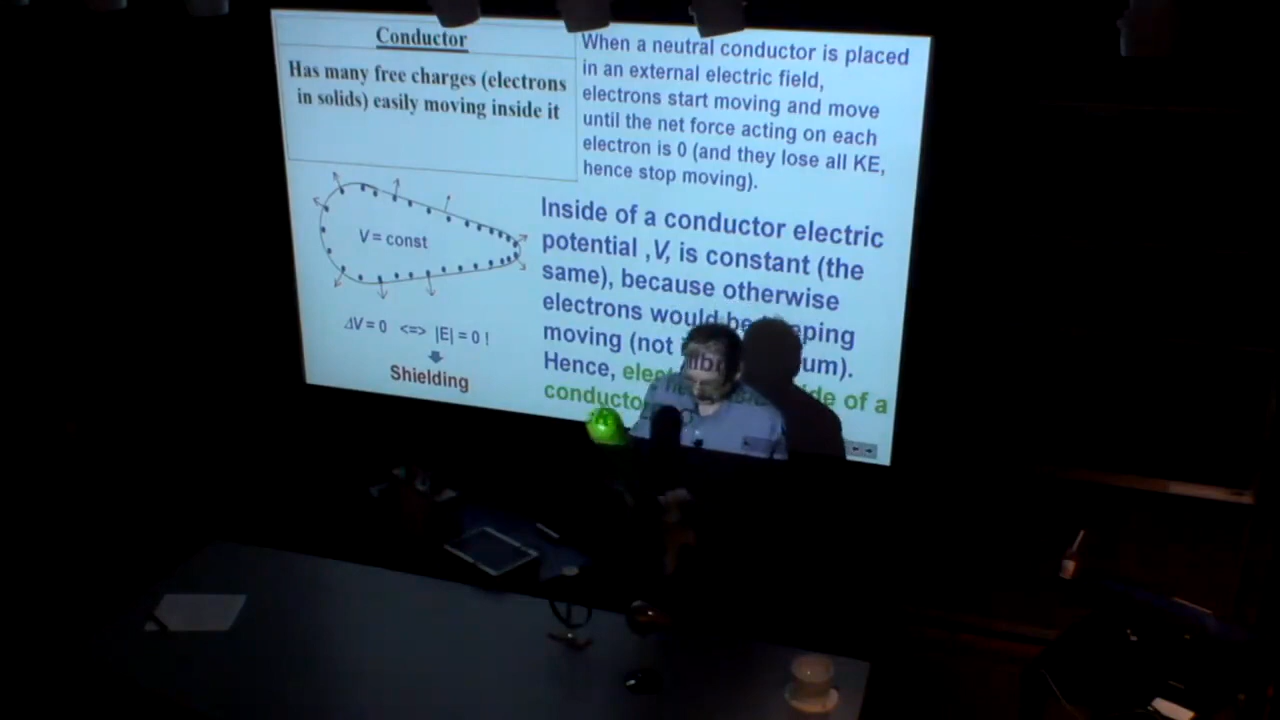 Conductor
Has many free charges (electrons
in solids) easily moving inside it
When a neutral conductor is placed
in an external electric field,
electrons start moving and move
until the net force acting on each
electron is 0 (and they lose all KE,
hence stop moving).
V = const
ΔV = 0 <=> |E| = 0 !
Shielding
Inside of a conductor electric
potential ,V, is constant (the
same), because otherwise
electrons would be
moving (not
Hence,
of a